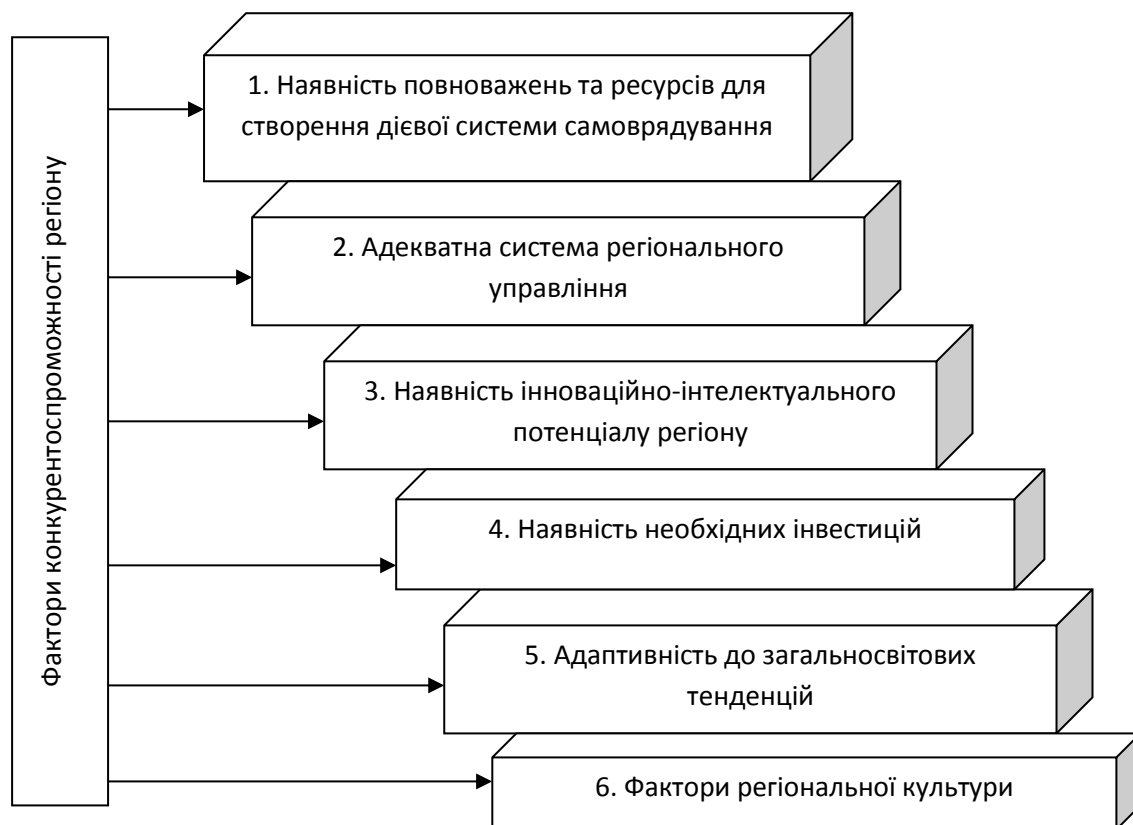 Фактори конкурентоспроможності регіону
1. Наявність повноважень та ресурсів для
створення дієвої системи самоврядування
2. Адекватна система регіонального
управління
3. Наявність інноваційно-інтелектуального
потенціалу регіону
4. Наявність необхідних інвестицій
5. Адаптивність до загальносвітових
тенденцій
6. Фактори регіональної культури